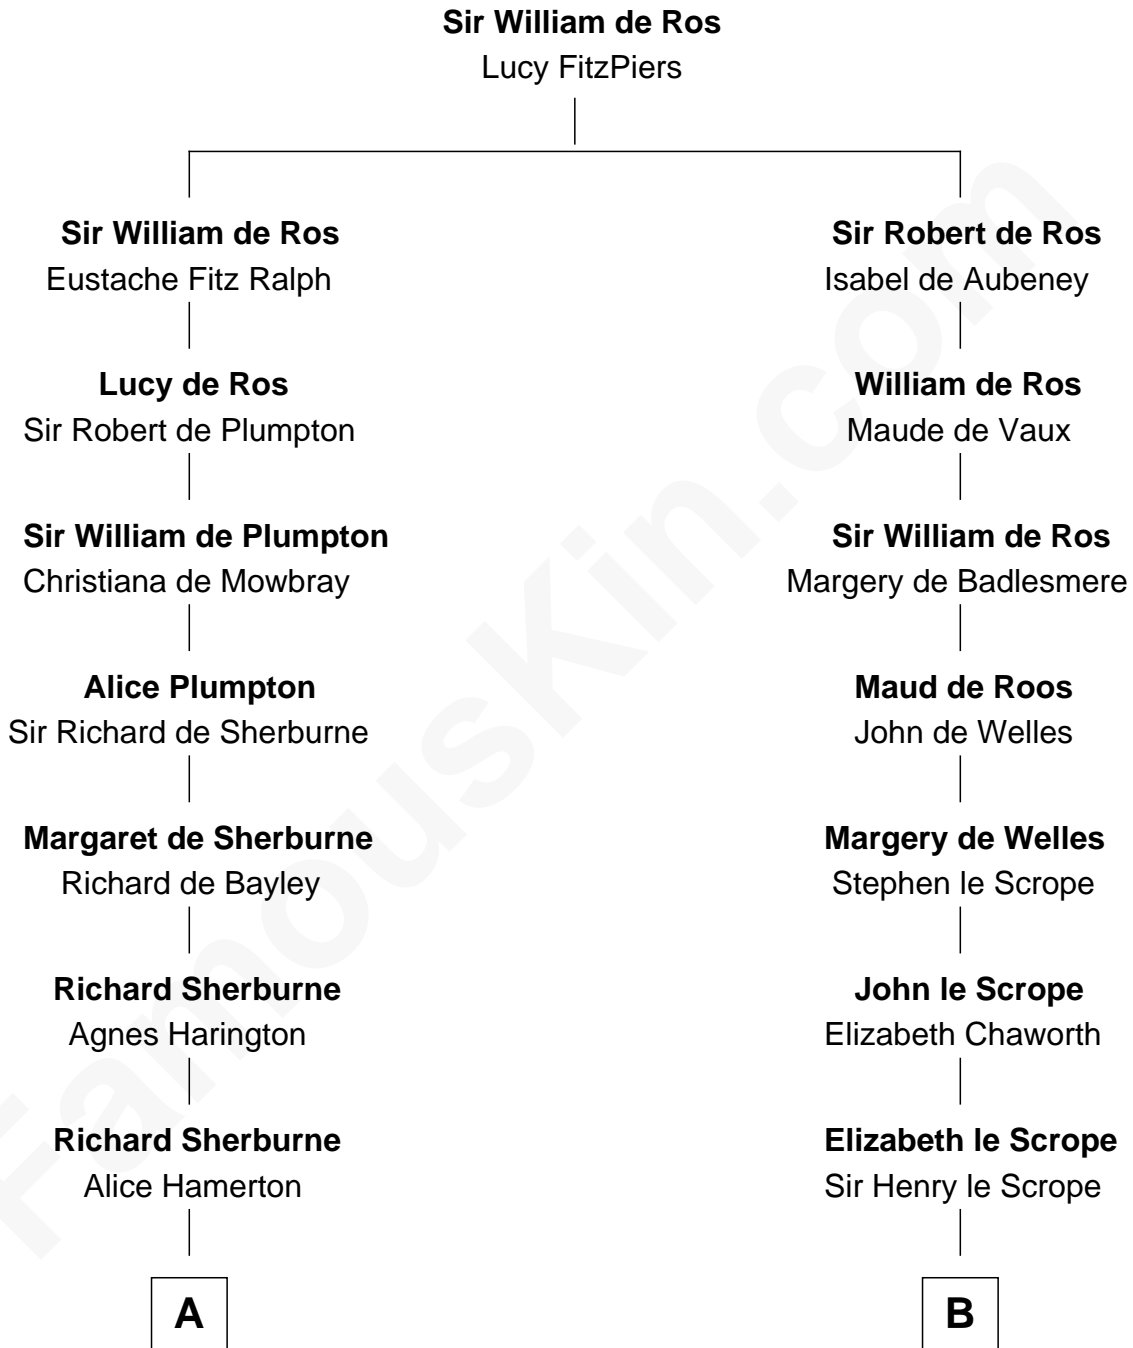 Sir William de Ros
Lucy FitzPiers
Sir William de Ros
Eustache Fitz Ralph
Lucy de Ros
Sir Robert de Plumpton
Sir William de Plumpton
Christiana de Mowbray
Alice Plumpton
Sir Richard de Sherburne
Margaret de Sherburne
Richard de Bayley
Richard Sherburne
Agnes Harington
Richard Sherburne
Alice Hamerton
A
Sir Robert de Ros
Isabel de Aubeney
William de Ros
Maude de Vaux
Sir William de Ros
Margery de Badlesmere
Maud de Roos
John de Welles
Margery de Welles
Stephen le Scrope
John le Scrope
Elizabeth Chaworth
Elizabeth le Scrope
Sir Henry le Scrope
B
FamousKin.com